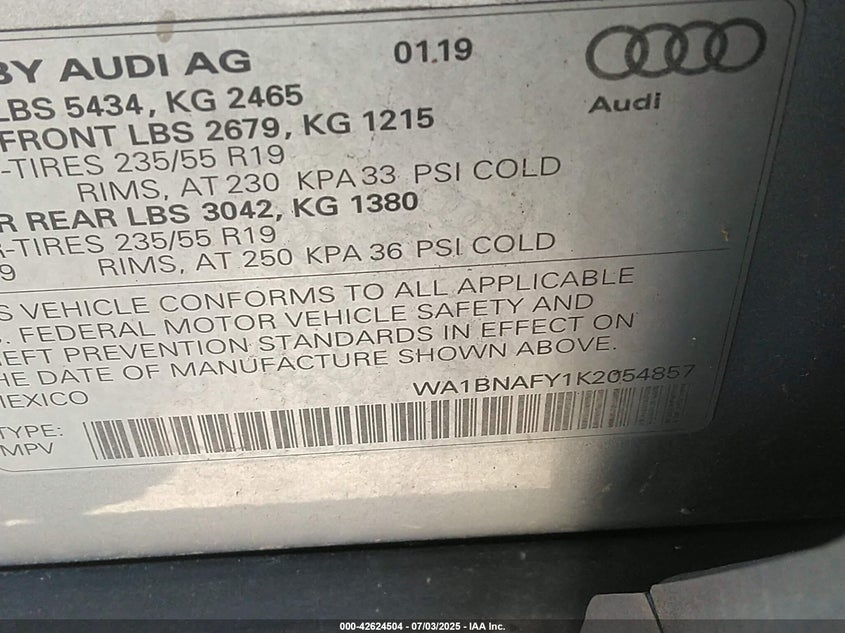 BY AUDI AG 01.19
Audi
LBS 5434, KG 2465
FRONT LBS 2679, KG 1215
-TIRES 235/55 R19
RIMS, AT 230 KPA 33 PSI COLD
R REAR LBS 3042, KG 1380
R-TIRES 235/55 R19
9 RIMS, AT 250 KPA 36 PSI COLD
S VEHICLE CONFORMS TO ALL APPLICABLE
. FEDERAL MOTOR VEHICLE SAFETY AND
EFT PREVENTION STANDARDS IN EFFECT ON
HE DATE OF MANUFACTURE SHOWN ABOVE.
MEXICO WA1BNAFY1K2054857
TYPE:
MPV
000-42624504 - 07/03/2025 - IAA Inc.